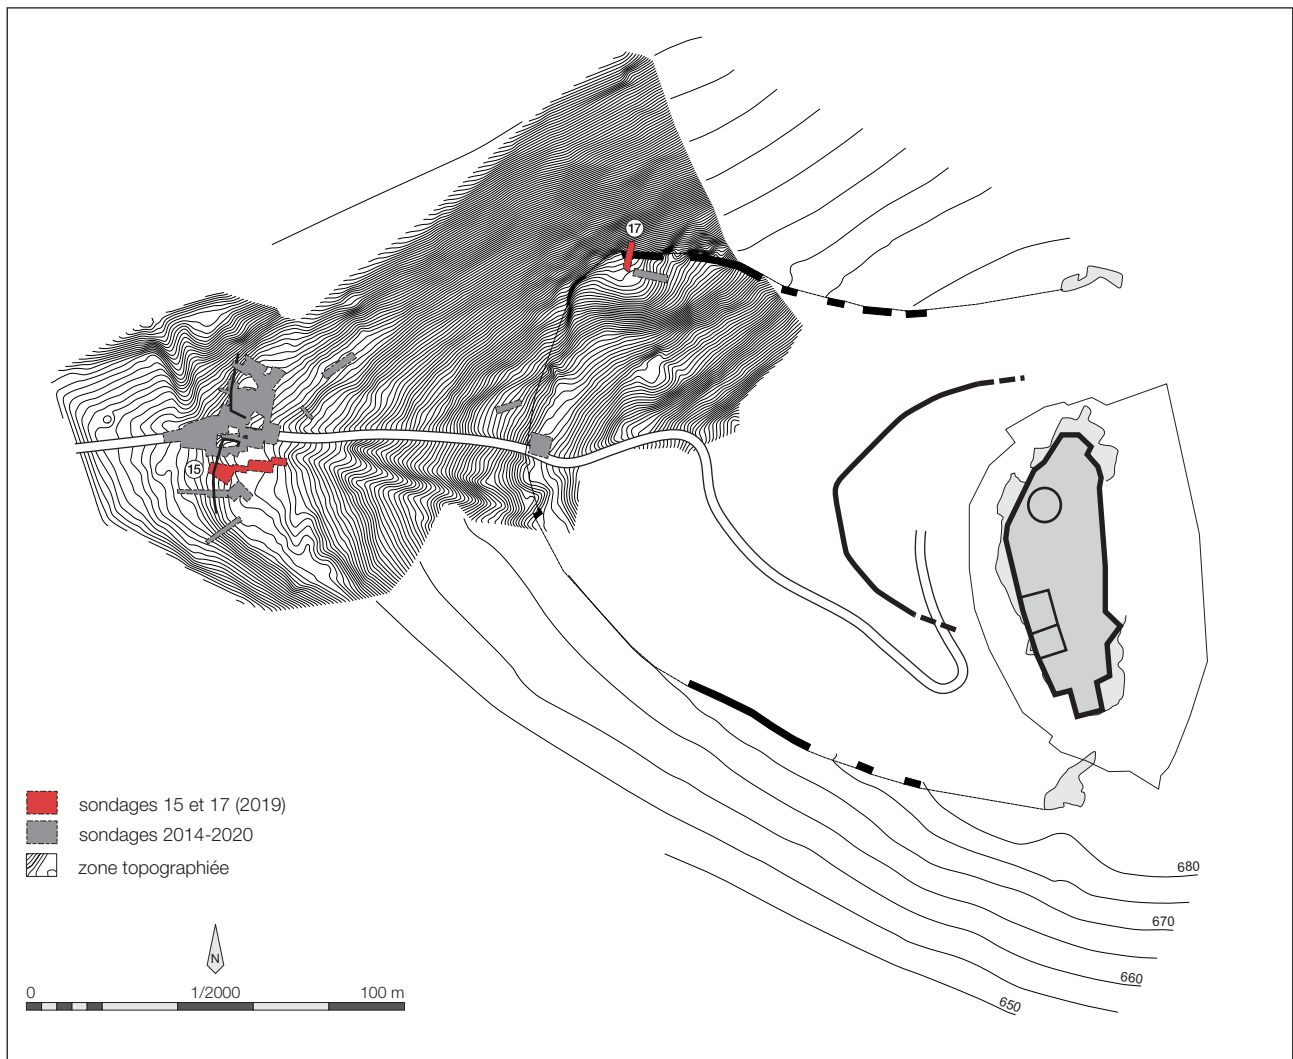 17
15
sondages 15 et 17 (2019)
sondages 2014-2020
zone topographiée
680
670
660
650
N
0 1/2000 100 m